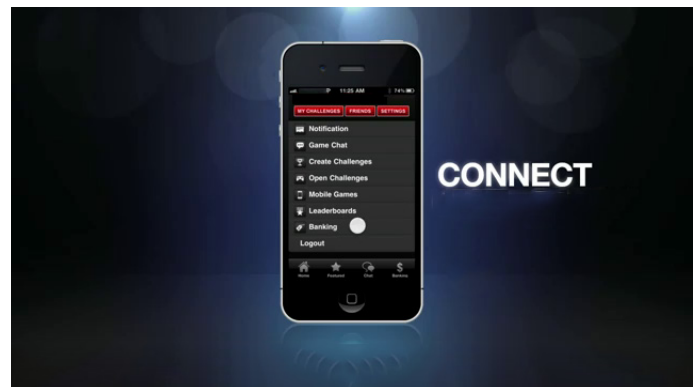 11:25 AM 74%
MY CHALLENGES FRIENDS SETTINGS
Notification
Game Chat
Create Challenges
Open Challenges
Mobile Games
Leaderboards
Banking
Logout
Home Featured Chat Banking
CONNECT